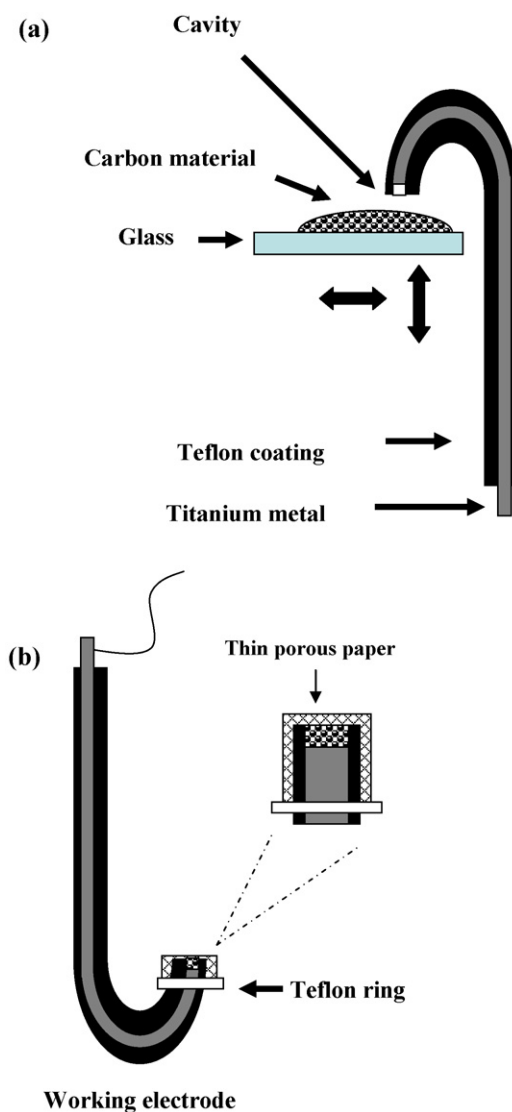 (a)
Cavity
Carbon material
Glass
Teflon coating
Titanium metal
(b)
Thin porous paper
Teflon ring
Working electrode